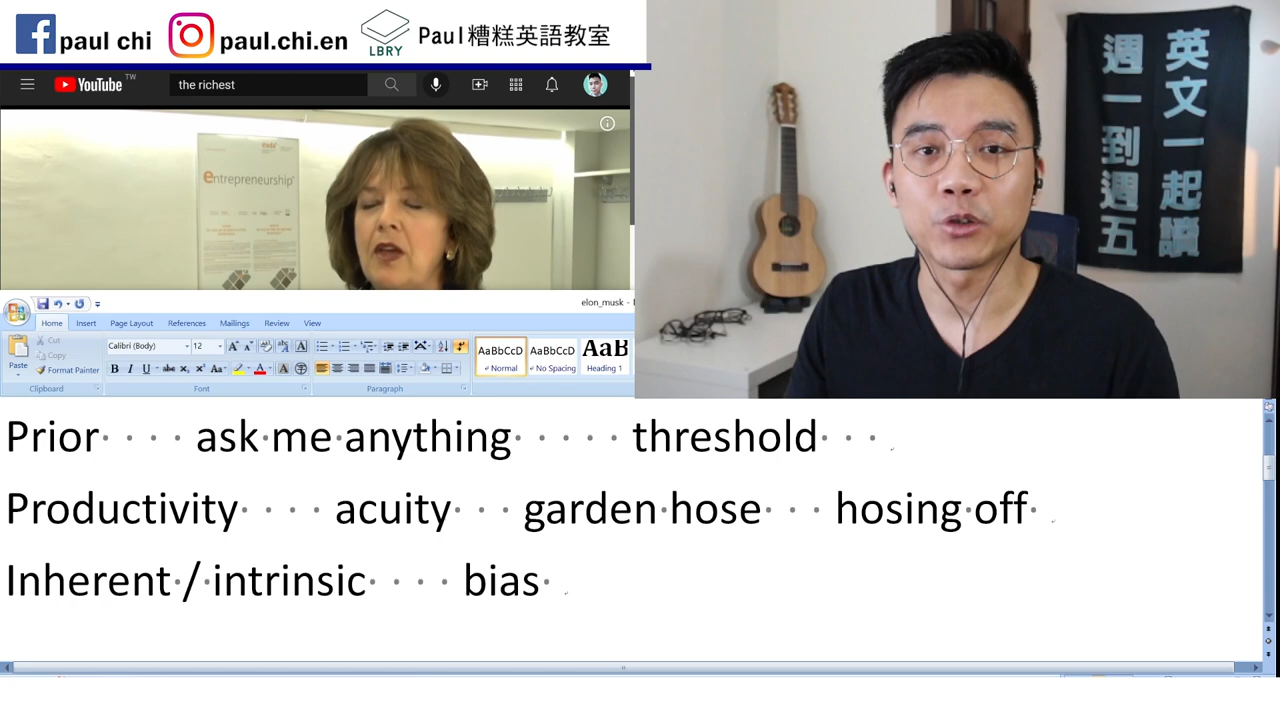 paul chi
paul.chi.en
LBRY
Paul糟糕英語教室
YouTube TW
the richest
entrepreneurship
elon_musk -
Home Insert Page Layout References Mailings Review View
Cut
Copy
Format Painter
Paste
Calibri (Body) 12
AaBbCcD AaBbCcD AaBb
Normal No Spacing Heading 1
Clipboard Font Paragraph
英文一起讀
週一到週五
Prior ask me anything threshold
Productivity acuity garden hose hosing off
Inherent / intrinsic bias